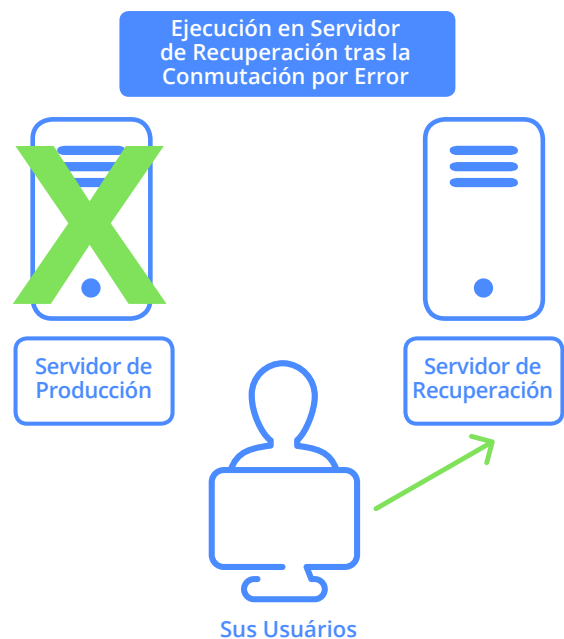 Ejecución en Servidor
de Recuperación tras la
Conmutación por Error
Servidor de
Producción
Servidor de
Recuperación
Sus Usuários